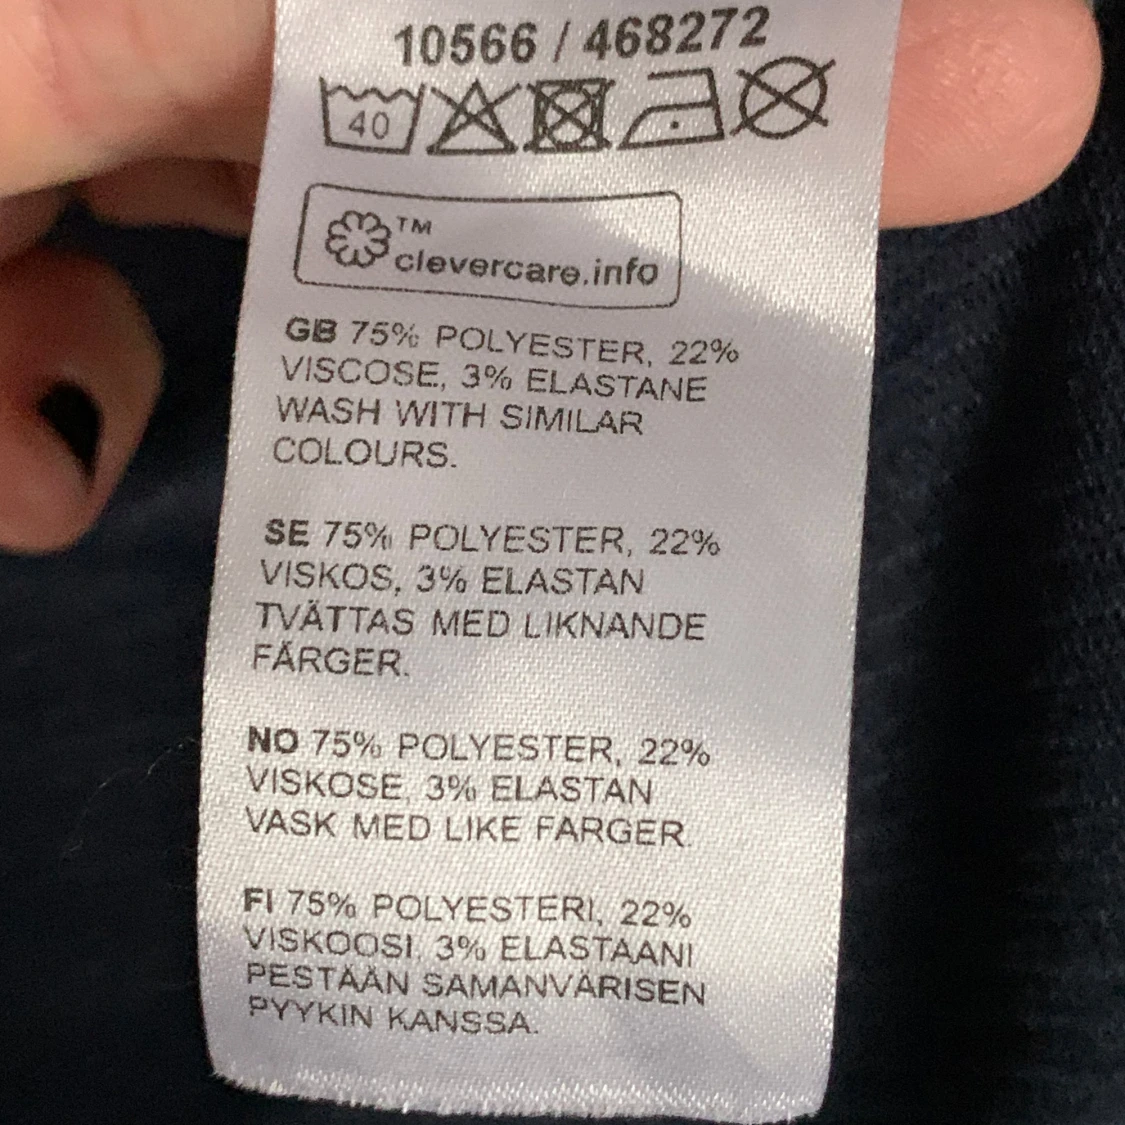 10566 / 468272
40
TM
clevercare.info
GB 75% POLYESTER, 22%
VISCOSE, 3% ELASTANE
WASH WITH SIMILAR
COLOURS.
SE 75% POLYESTER, 22%
VISKOS, 3% ELASTAN
TVÄTTAS MED LIKNANDE
FÄRGER.
NO 75% POLYESTER, 22%
VISKOSE, 3% ELASTAN
VASK MED LIKE FARGER.
FI 75% POLYESTERI, 22%
VISKOOSI, 3% ELASTAANI
PESTÄÄN SAMANVÄRISEN
PYYKIN KANSSA.